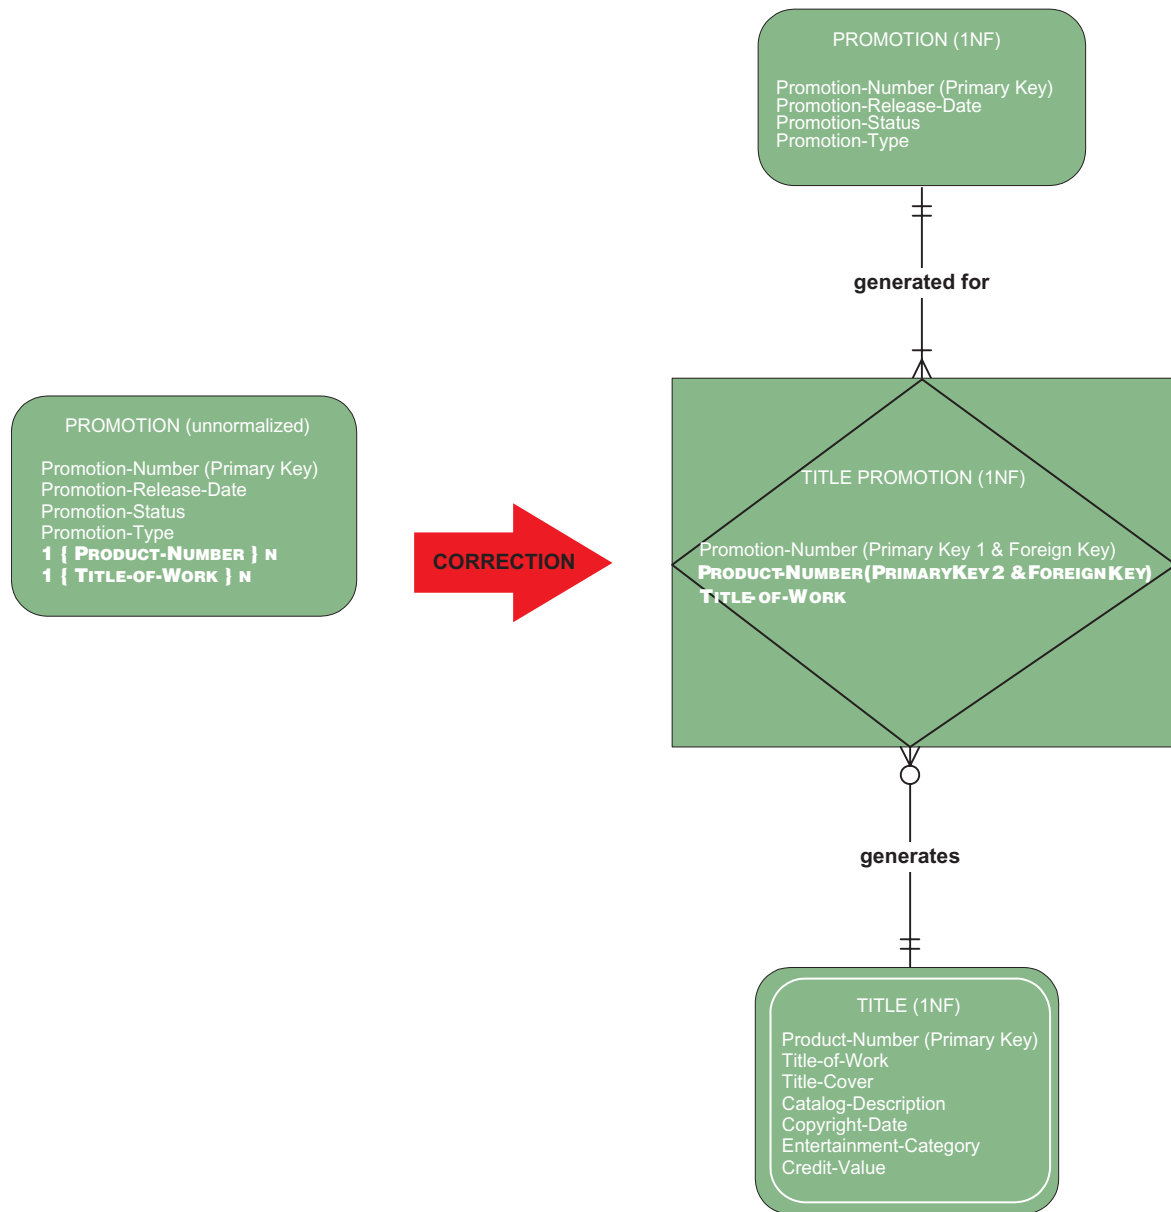 PROMOTION (1NF)
Promotion-Number (Primary Key)
Promotion-Release-Date
Promotion-Status
Promotion-Type
generated for
PROMOTION (unnormalized)
Promotion-Number (Primary Key)
Promotion-Release-Date
Promotion-Status
Promotion-Type
1 { PRODUCT-NUMBER } N
1 { TITLE-OF-WORK } N
CORRECTION
TITLE PROMOTION (1NF)
Promotion-Number (Primary Key 1 & Foreign Key)
PRODUCT-NUMBER (PRIMARY KEY 2 & FOREIGN KEY)
TITLE-OF-WORK
generates
TITLE (1NF)
Product-Number (Primary Key)
Title-of-Work
Title-Cover
Catalog-Description
Copyright-Date
Entertainment-Category
Credit-Value